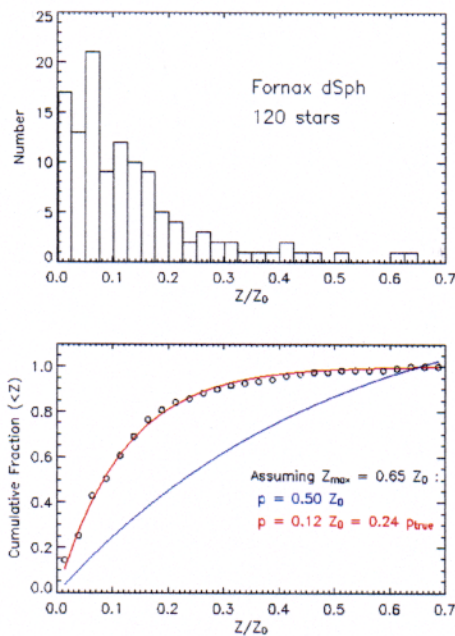 25
20
15
10
5
0
Number
Fornax dSph
120 stars
0.0 0.1 0.2 0.3 0.4 0.5 0.6 0.7
Z/Z₀
1.0
0.8
0.6
0.4
0.2
0.0
Cumulative Fraction (<Z)
Assuming Zmax = 0.65 Z₀ :
p = 0.50 Z₀
p = 0.12 Z₀ = 0.24 Ptrue
0.0 0.1 0.2 0.3 0.4 0.5 0.6 0.7
Z/Z₀